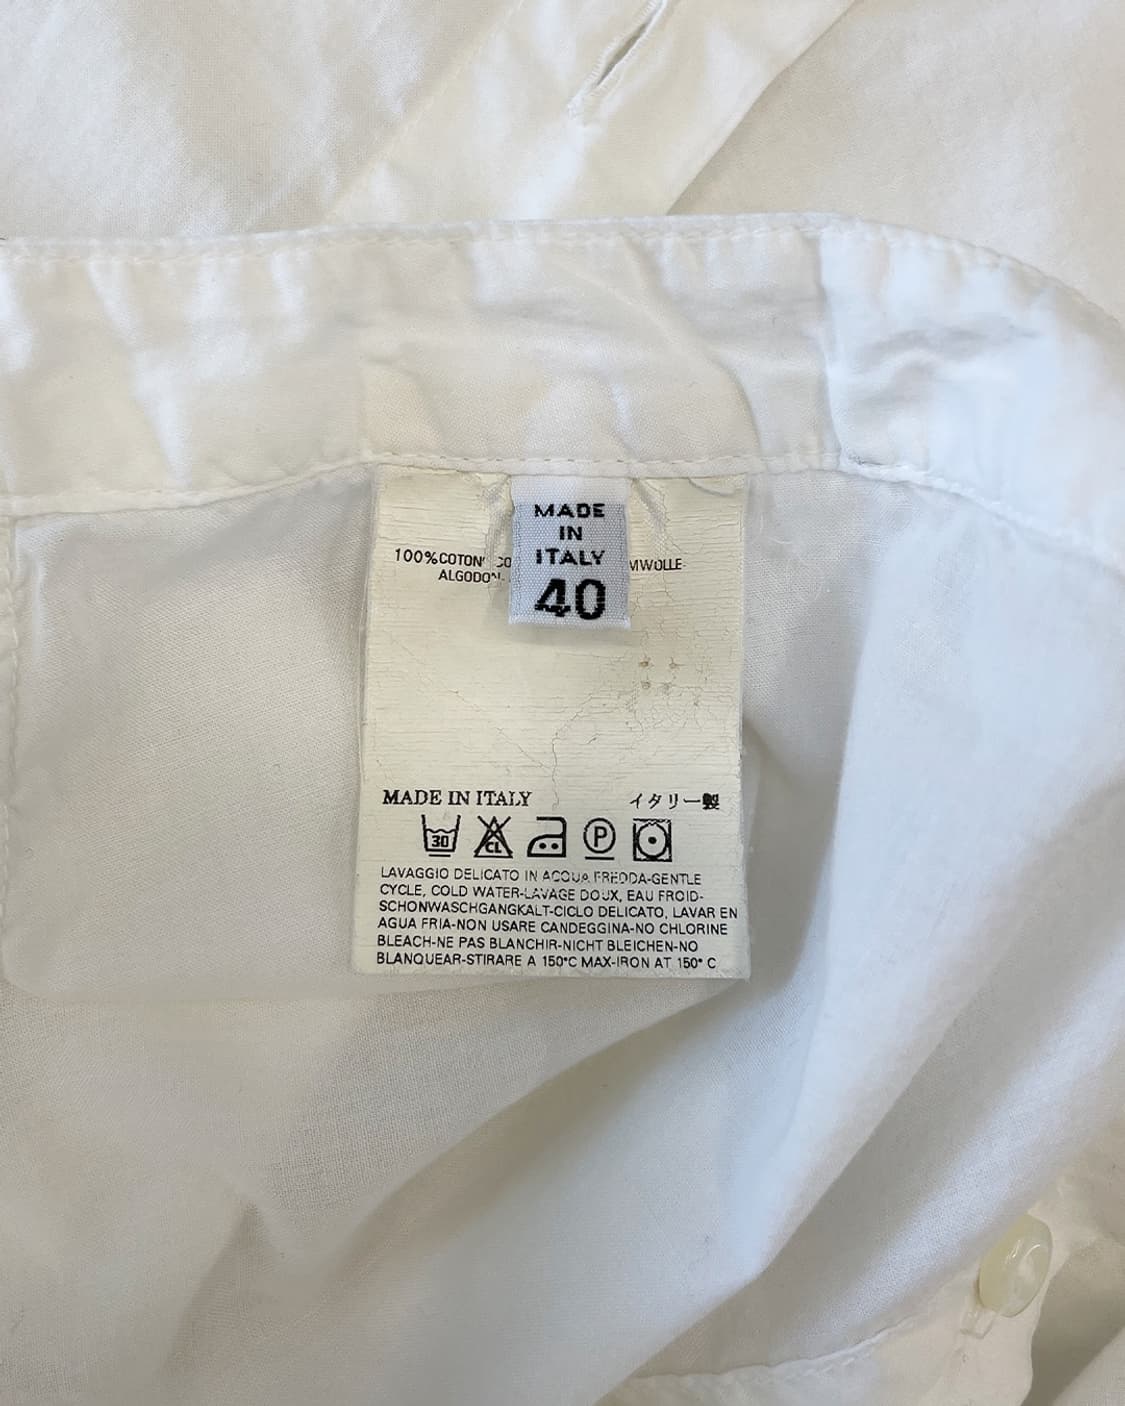 MADE
IN
ITALY
40
100%COTON
ALGODON
MADE IN ITALY
イタリー製
30
CL
P
LAVAGGIO DELICATO IN ACQUA FREDDA-GENTLE
CYCLE, COLD WATER-LAVAGE DOUX, EAU FROID-
SCHONWASCHGANGKALT-CICLO DELICATO, LAVAR EN
AGUA FRIA-NON USARE CANDEGGINA-NO CHLORINE
BLEACH-NE PAS BLANCHIR-NICHT BLEICHEN-NO
BLANQUEAR-STIRARE A 150°C MAX-IRON AT 150° C